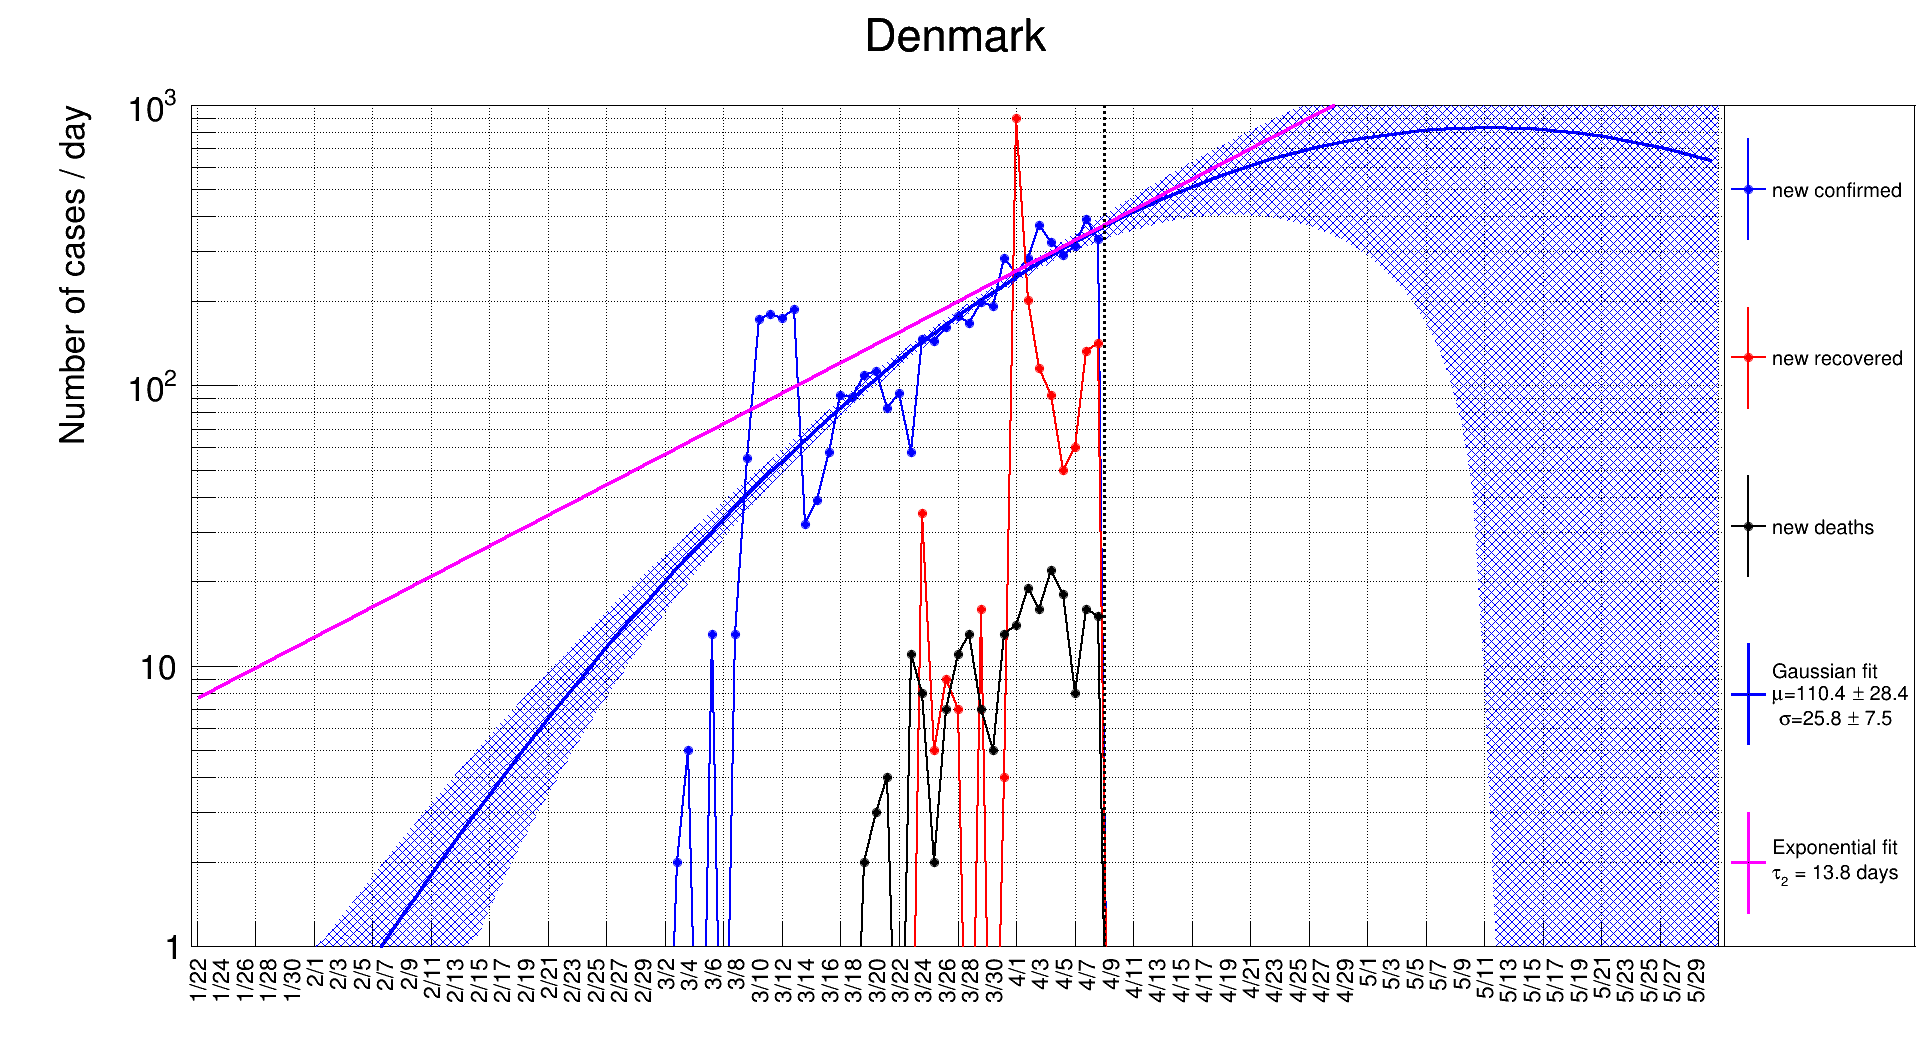 Denmark
Number of cases / day
10³
10²
10
1
1/22 1/24 1/26 1/28 1/30 2/1 2/3 2/5 2/7 2/9 2/11 2/13 2/15 2/17 2/19 2/21 2/23 2/25 2/27 2/29 3/2 3/4 3/6 3/8 3/10 3/12 3/14 3/16 3/18 3/20 3/22 3/24 3/26 3/28 3/30 4/1 4/3 4/5 4/7 4/9 4/11 4/13 4/15 4/17 4/19 4/21 4/23 4/25 4/27 4/29 5/1 5/3 5/5 5/7 5/9 5/11 5/13 5/15 5/17 5/19 5/21 5/23 5/25 5/27 5/29
new confirmed
new recovered
new deaths
Gaussian fit
μ=110.4 ± 28.4
σ=25.8 ± 7.5
Exponential fit
τ₂ = 13.8 days